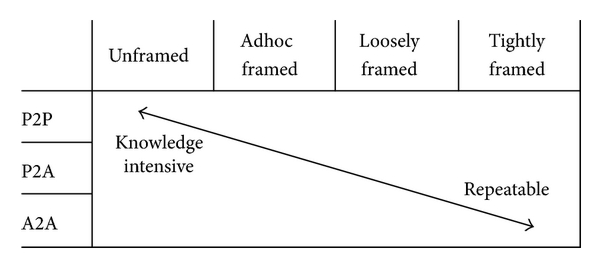 Unframed
Adhoc
framed
Loosely
framed
Tightly
framed
P2P
Knowledge
intensive
P2A
Repeatable
A2A